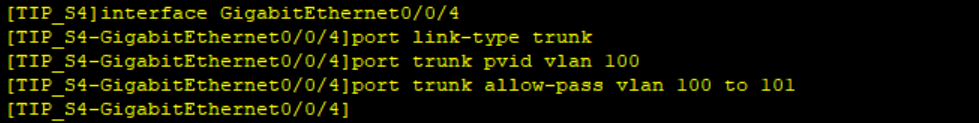 [TIP_S4]interface GigabitEthernet0/0/4
[TIP_S4-GigabitEthernet0/0/4]port link-type trunk
[TIP_S4-GigabitEthernet0/0/4]port trunk pvid vlan 100
[TIP_S4-GigabitEthernet0/0/4]port trunk allow-pass vlan 100 to 101
[TIP_S4-GigabitEthernet0/0/4]